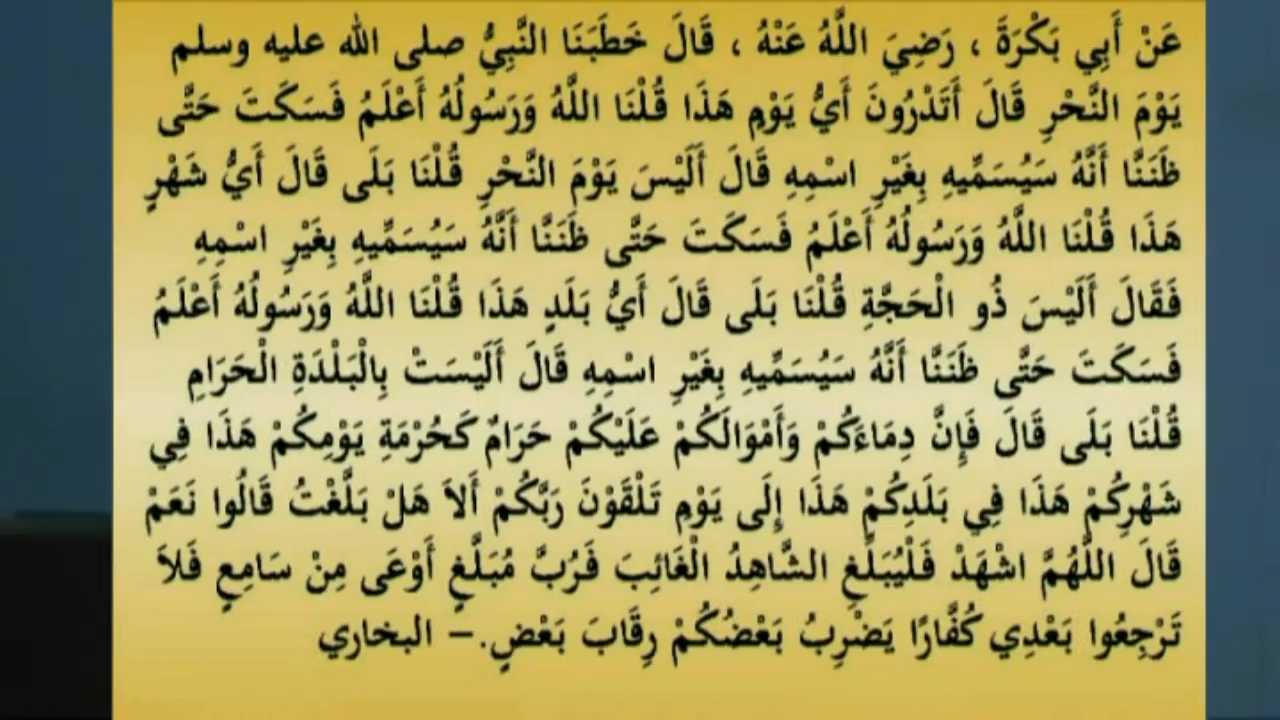 عَنْ أَبِي بَكْرَةَ ، رَضِيَ اللَّهُ عَنْهُ ، قَالَ خَطَبَنَا النَّبِيُّ صلى الله عليه وسلم
يَوْمَ النَّحْرِ قَالَ أَتَدْرُونَ أَيُّ يَوْمٍ هَذَا قُلْنَا اللَّهُ وَرَسُولُهُ أَعْلَمُ فَسَكَتَ حَتَّى
ظَنَنَّا أَنَّهُ سَيُسَمِّيهِ بِغَيْرِ اسْمِهِ قَالَ أَلَيْسَ يَوْمَ النَّحْرِ قُلْنَا بَلَى قَالَ أَيُّ شَهْرٍ
هَذَا قُلْنَا اللَّهُ وَرَسُولُهُ أَعْلَمُ فَسَكَتَ حَتَّى ظَنَنَّا أَنَّهُ سَيُسَمِّيهِ بِغَيْرِ اسْمِهِ
فَقَالَ أَلَيْسَ ذُو الْحَجَّةِ قُلْنَا بَلَى قَالَ أَيُّ بَلَدٍ هَذَا قُلْنَا اللَّهُ وَرَسُولُهُ أَعْلَمُ
فَسَكَتَ حَتَّى ظَنَنَّا أَنَّهُ سَيُسَمِّيهِ بِغَيْرِ اسْمِهِ قَالَ أَلَيْسَتْ بِالْبَلْدَةِ الْحَرَامِ
قُلْنَا بَلَى قَالَ فَإِنَّ دِمَاءَكُمْ وَأَمْوَالَكُمْ عَلَيْكُمْ حَرَامٌ كَحُرْمَةِ يَوْمِكُمْ هَذَا فِي
شَهْرِكُمْ هَذَا فِي بَلَدِكُمْ هَذَا إِلَى يَوْمِ تَلْقَوْنَ رَبَّكُمْ أَلاَ هَلْ بَلَّغْتُ قَالُوا نَعَمْ
قَالَ اللَّهُمَّ اشْهَدْ فَلْيُبَلِّغِ الشَّاهِدُ الْغَائِبَ فَرُبَّ مُبَلَّغٍ أَوْعَى مِنْ سَامِعٍ فَلاَ
تَرْجِعُوا بَعْدِي كُفَّارًا يَضْرِبُ بَعْضُكُمْ رِقَابَ بَعْضٍ.– البخاري